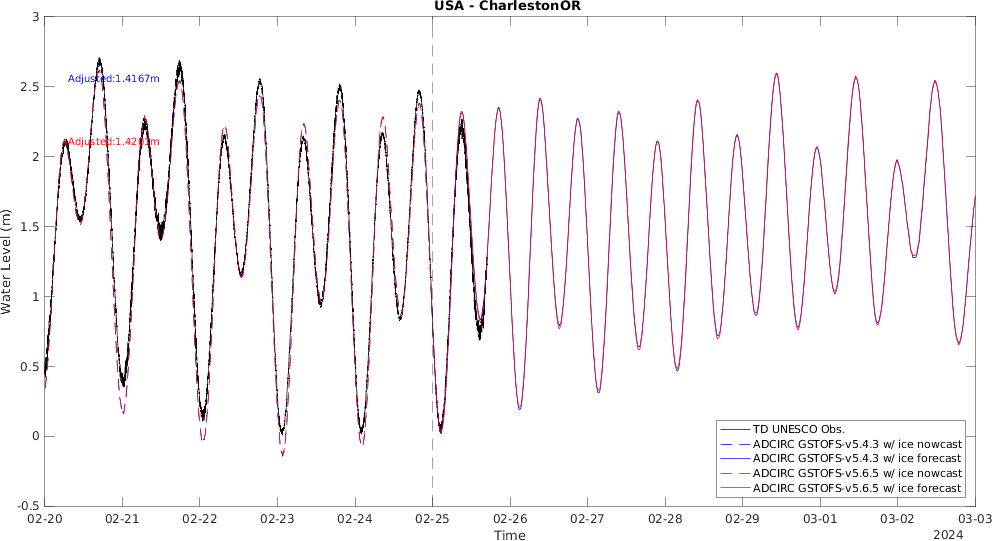 USA - CharlestonOR
Water Level (m)
3
2.5
2
1.5
1
0.5
0
-0.5
Adjusted:1.4167m
TD UNESCO Obs.
ADCIRC GSTOFS-v5.4.3 w/ ice nowcast
ADCIRC GSTOFS-v5.4.3 w/ ice forecast
ADCIRC GSTOFS-v5.6.5 w/ ice nowcast
ADCIRC GSTOFS-v5.6.5 w/ ice forecast
02-20 02-21 02-22 02-23 02-24 02-25 02-26 02-27 02-28 02-29 03-01 03-02 03-03
Time
2024